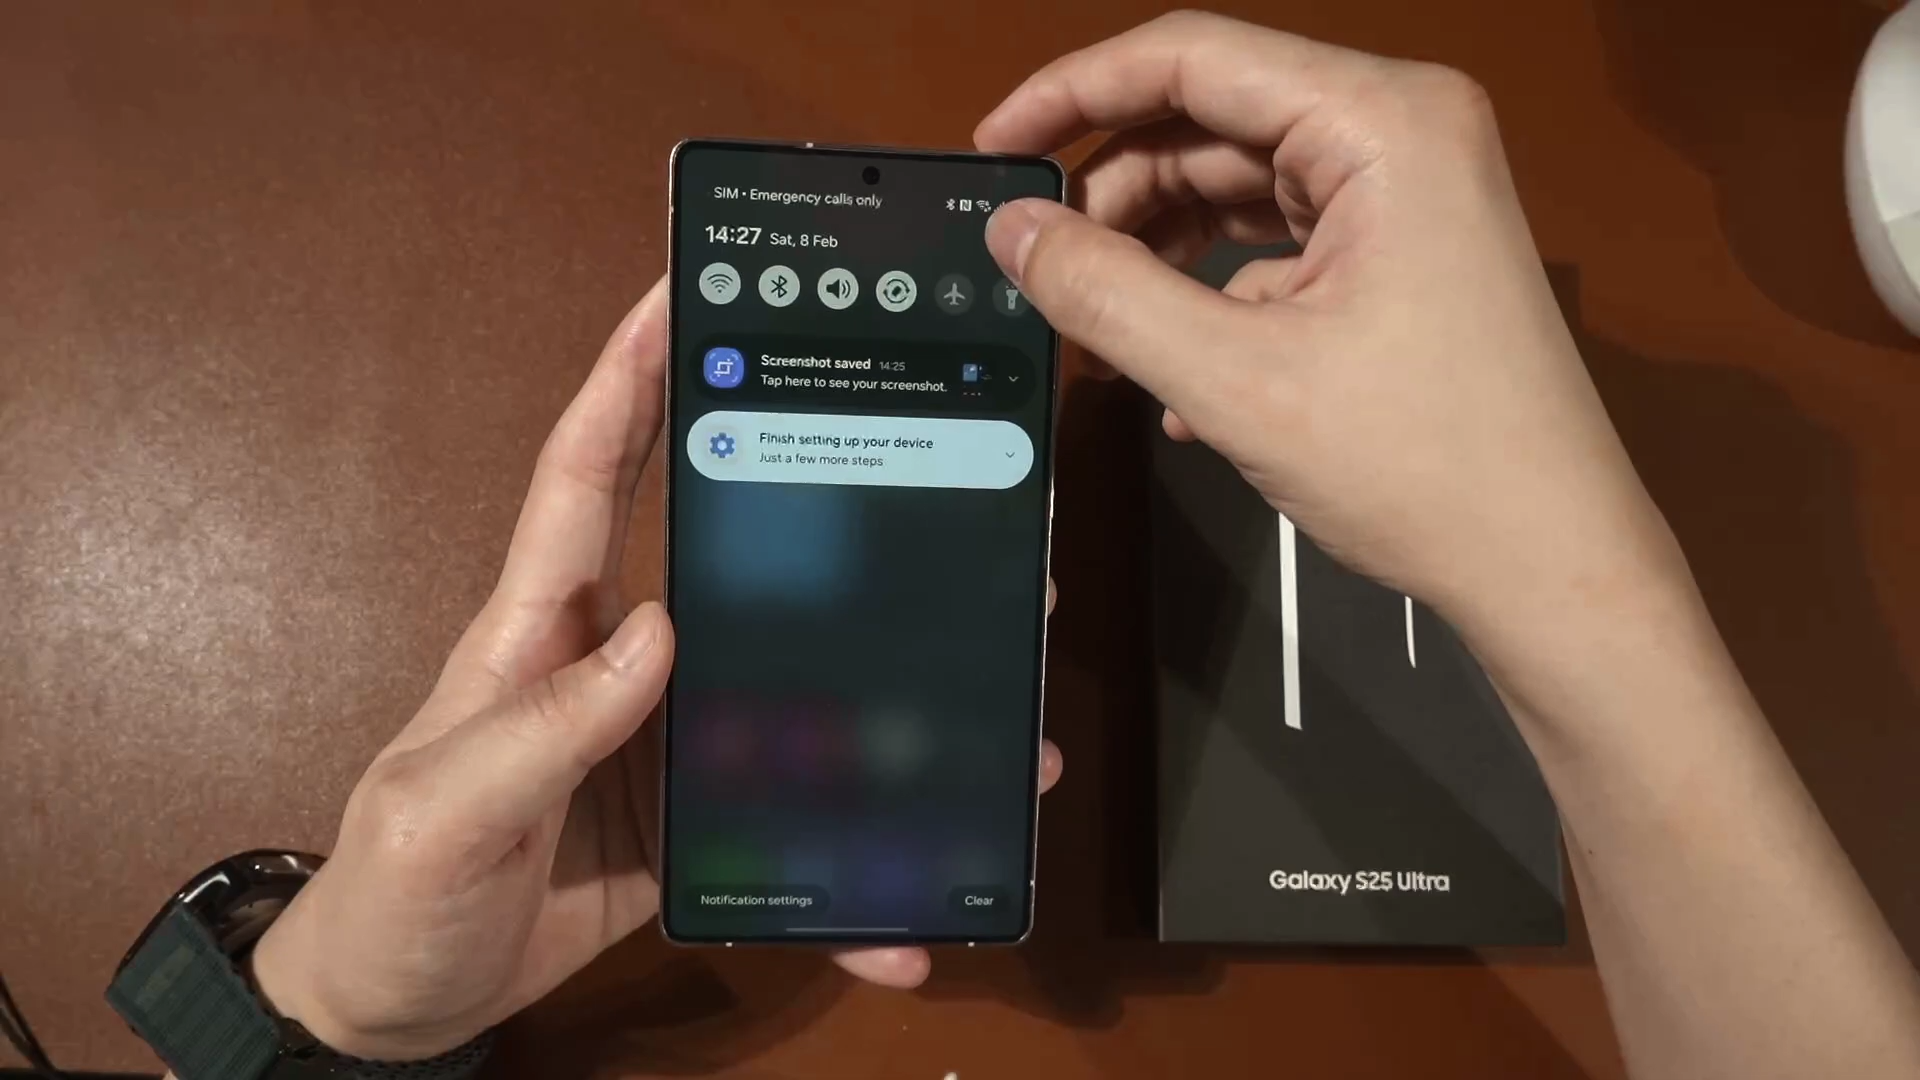 SIM • Emergency calls only
14:27 Sat, 8 Feb
Screenshot saved 14:25
Tap here to see your screenshot.
Finish setting up your device
Just a few more steps
Notification settings
Clear
Galaxy S25 Ultra